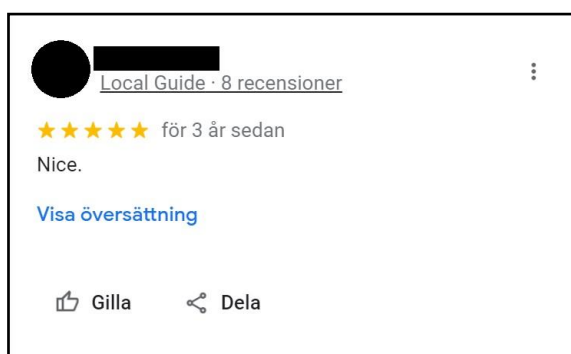 Local Guide · 8 recensioner
för 3 år sedan
Nice.
Visa översättning
Gilla Dela